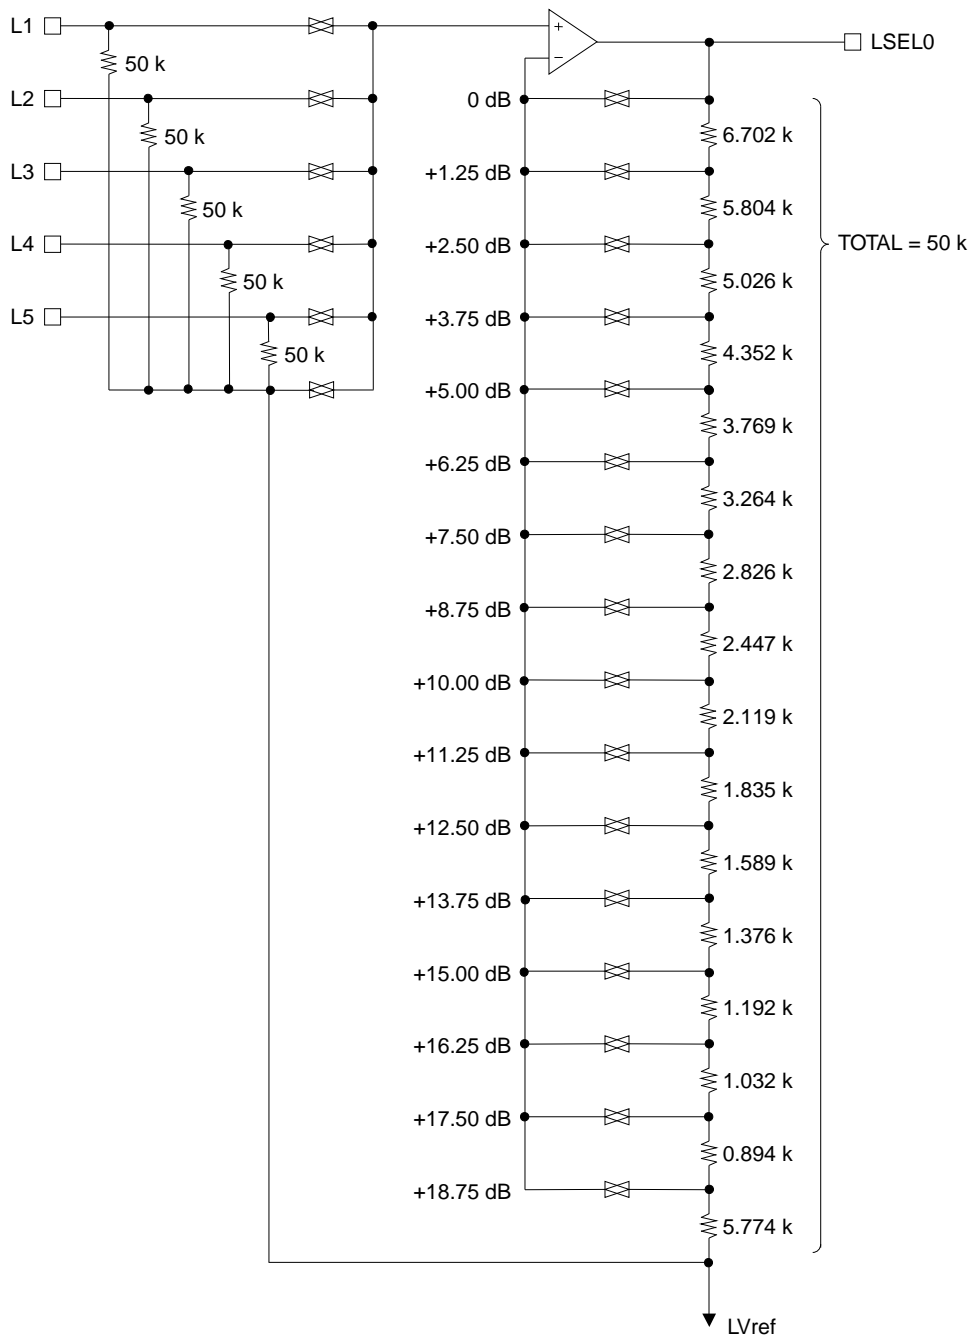 L1
50 k
L2
50 k
L3
50 k
L4
50 k
L5
50 k
+
−
LSEL0
0 dB
6.702 k
+1.25 dB
5.804 k
+2.50 dB
TOTAL = 50 k
5.026 k
+3.75 dB
4.352 k
+5.00 dB
3.769 k
+6.25 dB
3.264 k
+7.50 dB
2.826 k
+8.75 dB
2.447 k
+10.00 dB
2.119 k
+11.25 dB
1.835 k
+12.50 dB
1.589 k
+13.75 dB
1.376 k
+15.00 dB
1.192 k
+16.25 dB
1.032 k
+17.50 dB
0.894 k
+18.75 dB
5.774 k
LVref